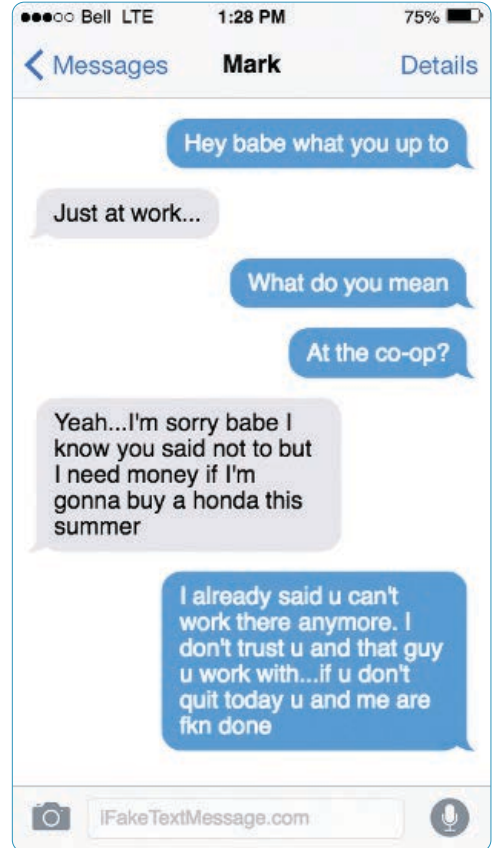 Bell LTE 1:28 PM 75%
Messages Mark Details
Hey babe what you up to
Just at work...
What do you mean
At the co-op?
Yeah...I'm sorry babe I
know you said not to but
I need money if I'm
gonna buy a honda this
summer
I already said u can't
work there anymore. I
don't trust u and that guy
u work with...if u don't
quit today u and me are
fkn done
iFakeTextMessage.com